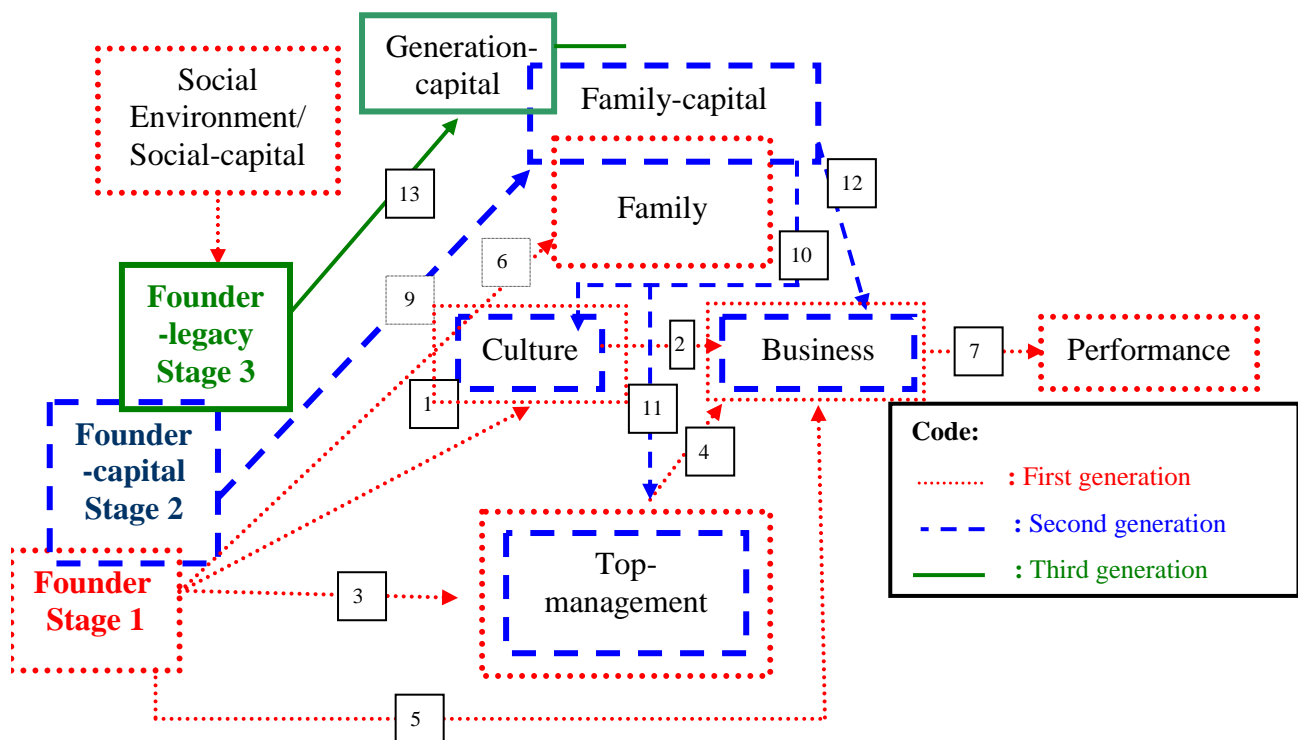 Social
Environment/
Social-capital
Generation-
capital
Family-capital
13
12
Family
10
6
9
Founder
-legacy
Stage 3
Culture
2
Business
7
Performance
1
11
4
Founder
-capital
Stage 2
Code:
: First generation
: Second generation
: Third generation
Founder
Stage 1
3
Top-
management
5